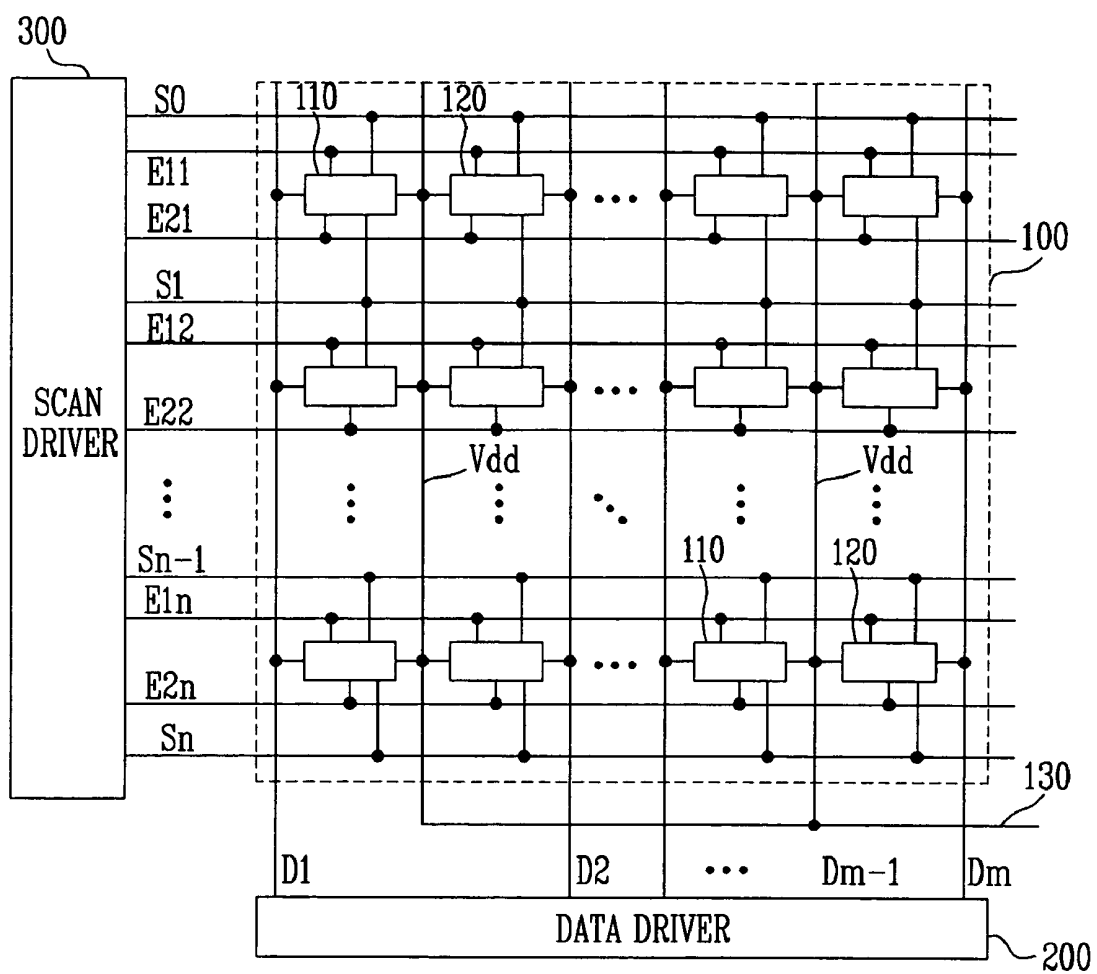 300
S0
110
120
E11
E21
100
S1
E12
SCAN
DRIVER
E22
Vdd
Vdd
Sn-1
110
120
E1n
E2n
Sn
130
D1
D2
Dm-1
Dm
DATA DRIVER
200